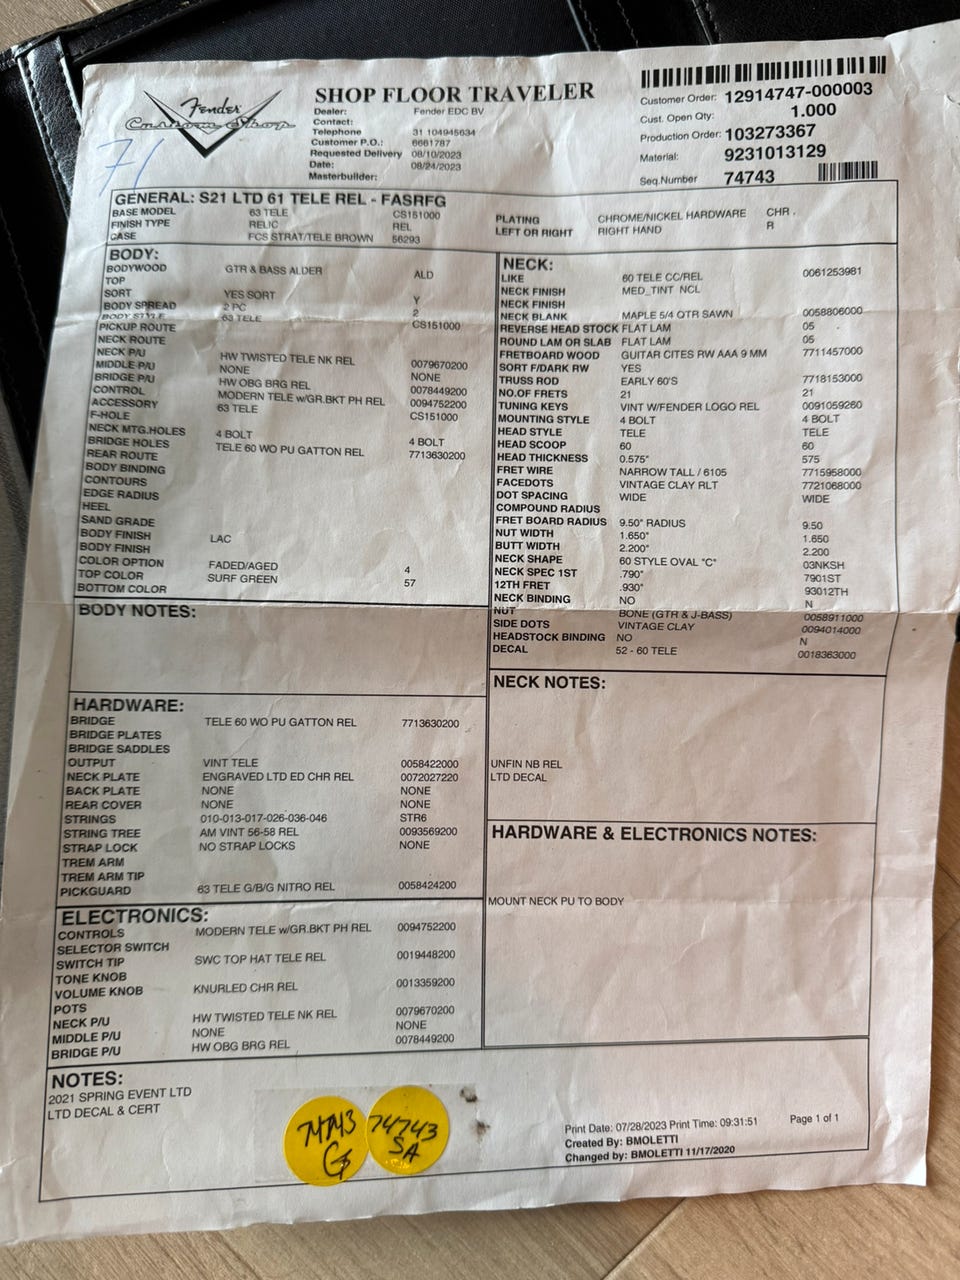 Fender
Custom Shop
71
SHOP FLOOR TRAVELER
Dealer: Fender EDC BV
Contact:
Telephone 31 104945634
Customer P.O.: 6661787
Requested Delivery 08/10/2023
Date: 08/24/2023
Masterbuilder:
Customer Order: 12914747-000003
Cust. Open Qty: 1.000
Production Order: 103273367
Material: 9231013129
Seq.Number 74743
GENERAL: S21 LTD 61 TELE REL - FASRFG
BASE MODEL 63 TELE CS151000
FINISH TYPE RELIC REL
CASE FCS STRAT/TELE BROWN 56293
PLATING CHROME/NICKEL HARDWARE CHR
LEFT OR RIGHT RIGHT HAND R
BODY:
BODYWOOD GTR & BASS ALDER ALD
TOP
SORT YES SORT Y
BODY SPREAD 2 PC 2
BODY STYLE 63 TELE CS151000
PICKUP ROUTE
NECK ROUTE
NECK P/U HW TWISTED TELE NK REL 0079670200
MIDDLE P/U NONE NONE
BRIDGE P/U HW OBG BRG REL 0078449200
CONTROL MODERN TELE w/GR.BKT PH REL 0094752200
ACCESSORY 63 TELE CS151000
F-HOLE
NECK MTG.HOLES 4 BOLT 4 BOLT
BRIDGE HOLES TELE 60 WO PU GATTON REL 7713630200
REAR ROUTE
BODY BINDING
CONTOURS
EDGE RADIUS
HEEL
SAND GRADE
BODY FINISH LAC
BODY FINISH
COLOR OPTION FADED/AGED 4
TOP COLOR SURF GREEN 57
BOTTOM COLOR
BODY NOTES:
NECK:
LIKE 60 TELE CC/REL 0061253981
NECK FINISH MED_TINT NCL
NECK FINISH
NECK BLANK MAPLE 5/4 QTR SAWN 0058806000
REVERSE HEAD STOCK FLAT LAM 05
ROUND LAM OR SLAB FLAT LAM 05
FRETBOARD WOOD GUITAR CITES RW AAA 9 MM 7711457000
SORT F/DARK RW YES
TRUSS ROD EARLY 60'S 7718153000
NO.OF FRETS 21 21
TUNING KEYS VINT W/FENDER LOGO REL 0091059260
MOUNTING STYLE 4 BOLT 4 BOLT
HEAD STYLE TELE TELE
HEAD SCOOP 60 60
HEAD THICKNESS 0.575" 575
FRET WIRE NARROW TALL / 6105 7715958000
FACEDOTS VINTAGE CLAY RLT 7721068000
DOT SPACING WIDE WIDE
COMPOUND RADIUS
FRET BOARD RADIUS 9.50" RADIUS 9.50
NUT WIDTH 1.650" 1.650
BUTT WIDTH 2.200" 2.200
NECK SHAPE 60 STYLE OVAL "C" 03NKSH
NECK SPEC 1ST .790" 7901ST
12TH FRET .930" 93012TH
NECK BINDING NO N
NUT BONE (GTR & J-BASS) 0058911000
SIDE DOTS VINTAGE CLAY 0094014000
HEADSTOCK BINDING NO N
DECAL 52 - 60 TELE 0018363000
NECK NOTES:
UNFIN NB REL
LTD DECAL
HARDWARE:
BRIDGE TELE 60 WO PU GATTON REL 7713630200
BRIDGE PLATES
BRIDGE SADDLES
OUTPUT VINT TELE 0058422000
NECK PLATE ENGRAVED LTD ED CHR REL 0072027220
BACK PLATE NONE NONE
REAR COVER NONE NONE
STRINGS 010-013-017-026-036-046 STR6
STRING TREE AM VINT 56-58 REL 0093569200
STRAP LOCK NO STRAP LOCKS NONE
TREM ARM
TREM ARM TIP
PICKGUARD 63 TELE G/B/G NITRO REL 0058424200
HARDWARE & ELECTRONICS NOTES:
MOUNT NECK PU TO BODY
ELECTRONICS:
CONTROLS MODERN TELE w/GR.BKT PH REL 0094752200
SELECTOR SWITCH
SWITCH TIP SWC TOP HAT TELE REL 0019448200
TONE KNOB
VOLUME KNOB KNURLED CHR REL 0013359200
POTS
NECK P/U HW TWISTED TELE NK REL 0079670200
MIDDLE P/U NONE NONE
BRIDGE P/U HW OBG BRG REL 0078449200
NOTES:
2021 SPRING EVENT LTD
LTD DECAL & CERT
74743
G
74743
SA
Print Date: 07/28/2023 Print Time: 09:31:51 Page 1 of 1
Created By: BMOLETTI
Changed by: BMOLETTI 11/17/2020